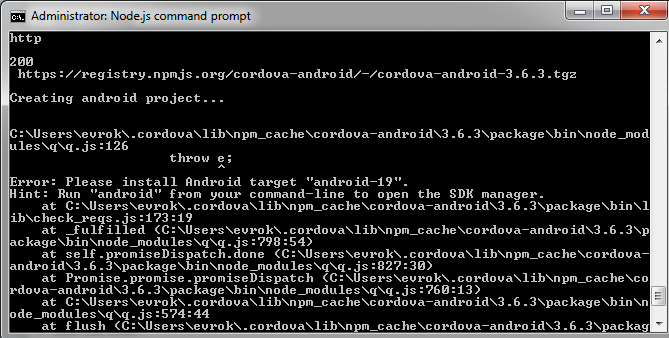 Administrator: Node.js command prompt
http
200
https://registry.npmjs.org/cordova-android/-/cordova-android-3.6.3.tgz
Creating android project...
C:\Users\evrok\.cordova\lib\npm_cache\cordova-android\3.6.3\package\bin\node_mod
ules\q\q.js:126
throw e;
^
Error: Please install Android target "android-19".
Hint: Run "android" from your command-line to open the SDK manager.
at C:\Users\evrok\.cordova\lib\npm_cache\cordova-android\3.6.3\package\bin\l
ib\check_reqs.js:173:19
at _fulfilled (C:\Users\evrok\.cordova\lib\npm_cache\cordova-android\3.6.3\p
ackage\bin\node_modules\q\q.js:798:54)
at self.promiseDispatch.done (C:\Users\evrok\.cordova\lib\npm_cache\cordova-
android\3.6.3\package\bin\node_modules\q\q.js:827:30)
at Promise.promise.promiseDispatch (C:\Users\evrok\.cordova\lib\npm_cache\co
rdova-android\3.6.3\package\bin\node_modules\q\q.js:760:13)
at C:\Users\evrok\.cordova\lib\npm_cache\cordova-android\3.6.3\package\bin\n
ode_modules\q\q.js:574:44
at flush (C:\Users\evrok\.cordova\lib\npm_cache\cordova-android\3.6.3\packag